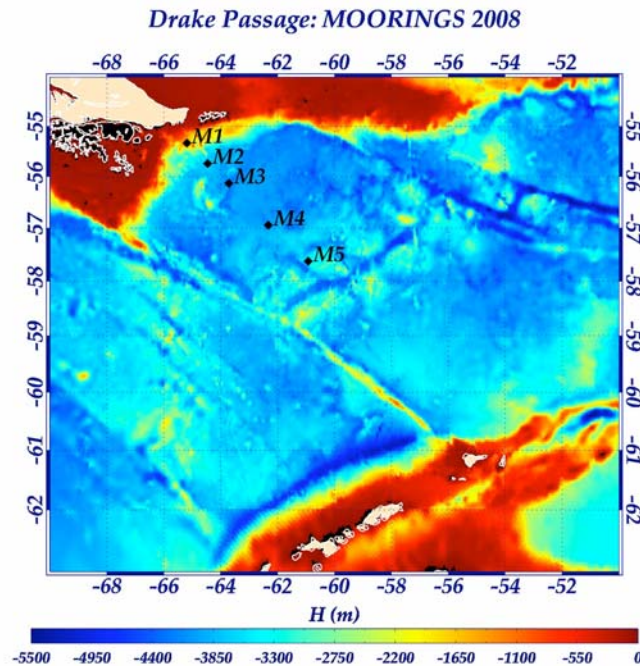 Drake Passage: MOORINGS 2008
-68 -66 -64 -62 -60 -58 -56 -54 -52
-55 -55
M1
M2
-56 -56
M3
M4
-57 -57
M5
-58 -58
-59 -59
-60 -60
-61 -61
-62 -62
-68 -66 -64 -62 -60 -58 -56 -54 -52
H (m)
-5500 -4950 -4400 -3850 -3300 -2750 -2200 -1650 -1100 -550 0